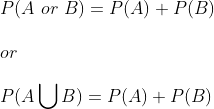 P(A or B) = P(A) + P(B)
or
P(A ⋃ B) = P(A) + P(B)